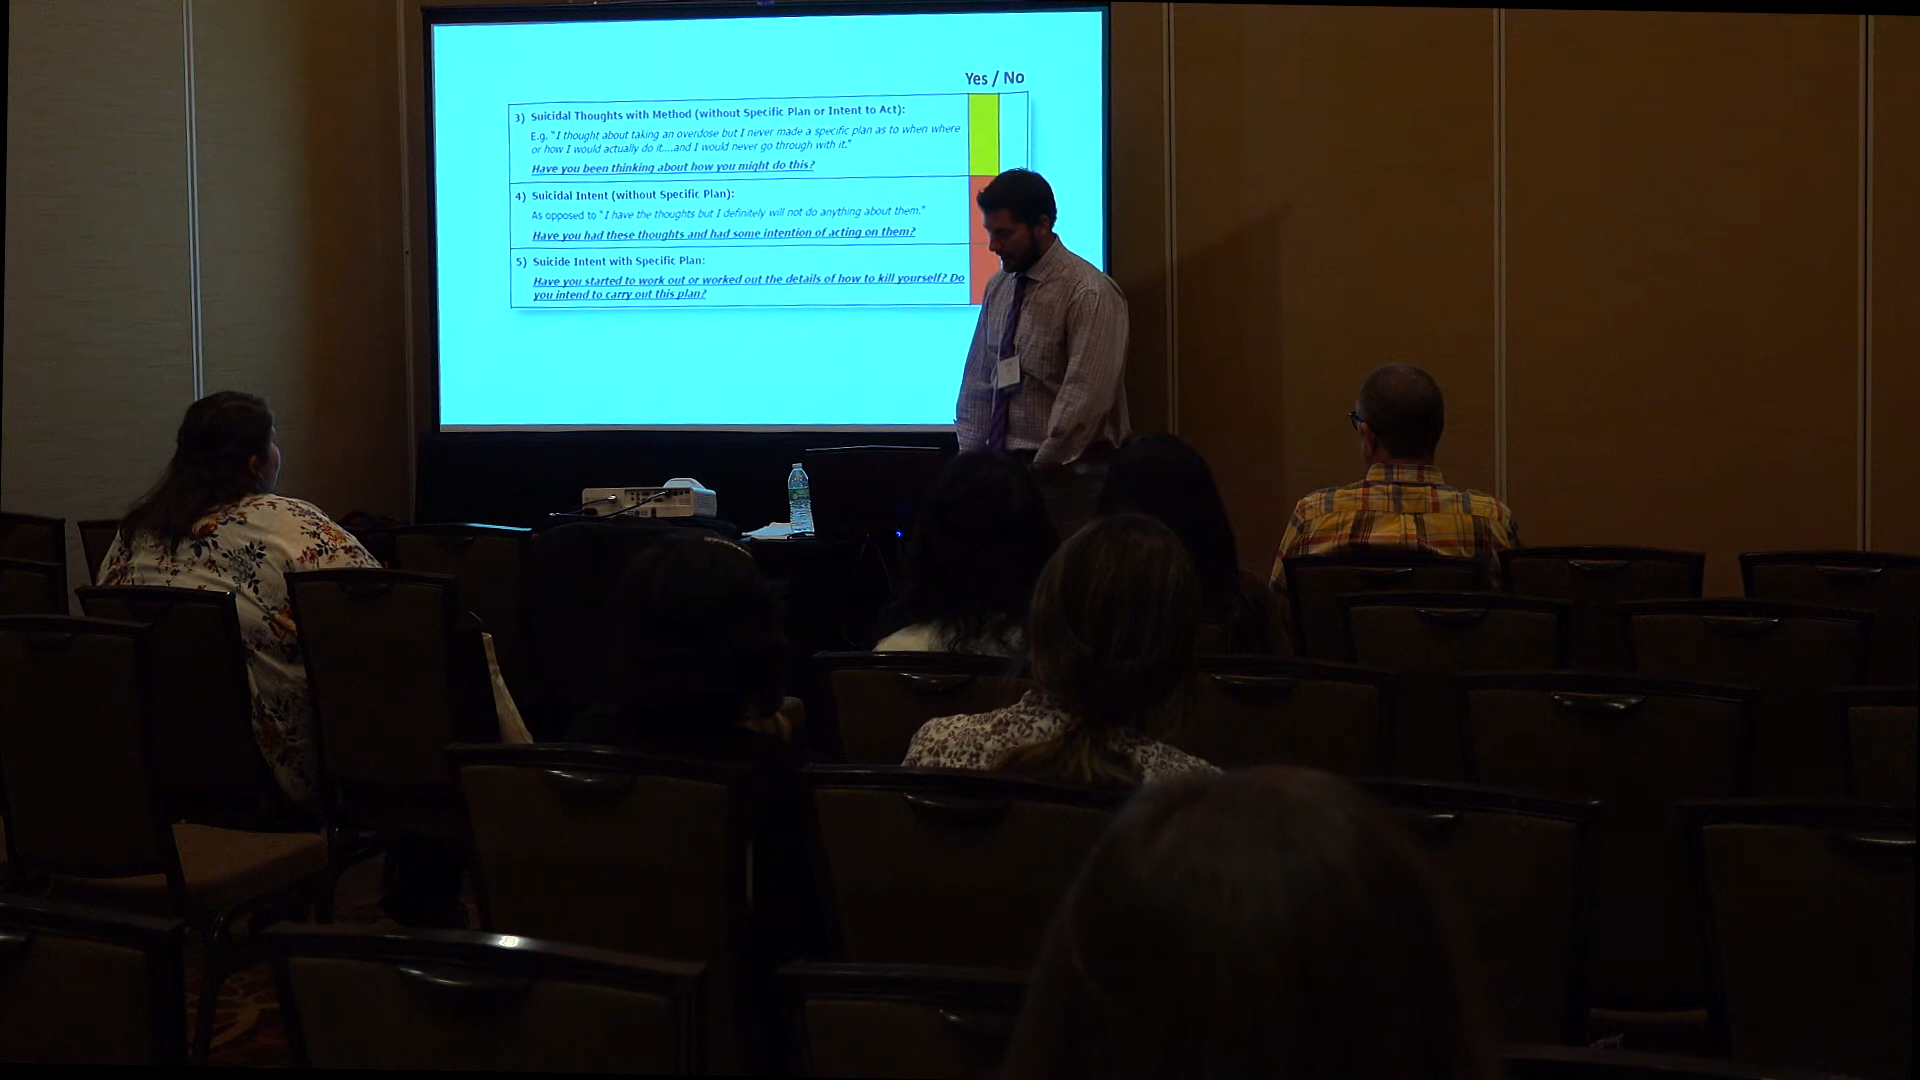 Yes / No
3) Suicidal Thoughts with Method (without Specific Plan or Intent to Act):
E.g. "I thought about taking an overdose but I never made a specific plan as to when where
or how I would actually do it....and I would never go through with it."
Have you been thinking about how you might do this?
4) Suicidal Intent (without Specific Plan):
As opposed to "I have the thoughts but I definitely will not do anything about them."
Have you had these thoughts and had some intention of acting on them?
5) Suicide Intent with Specific Plan:
Have you started to work out or worked out the details of how to kill yourself? Do
you intend to carry out this plan?